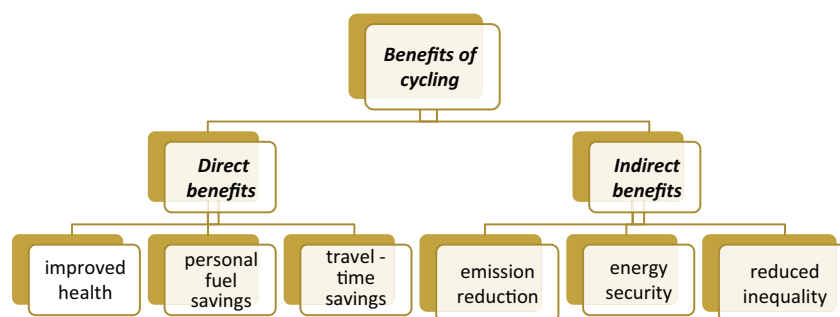 Benefits of
cycling
Direct
benefits
Indirect
benefits
improved
health
personal
fuel
savings
travel -
time
savings
emission
reduction
energy
security
reduced
inequality